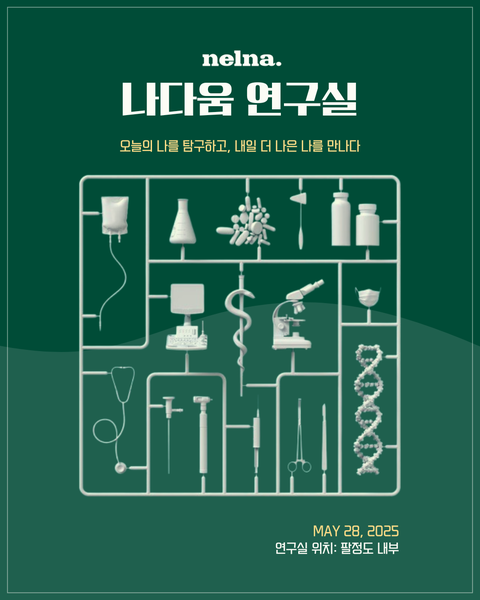 nelna.
나다움 연구실
오늘의 나를 탐구하고, 내일 더 나은 나를 만나다
MAY 28, 2025
연구실 위치: 팔정도 내부